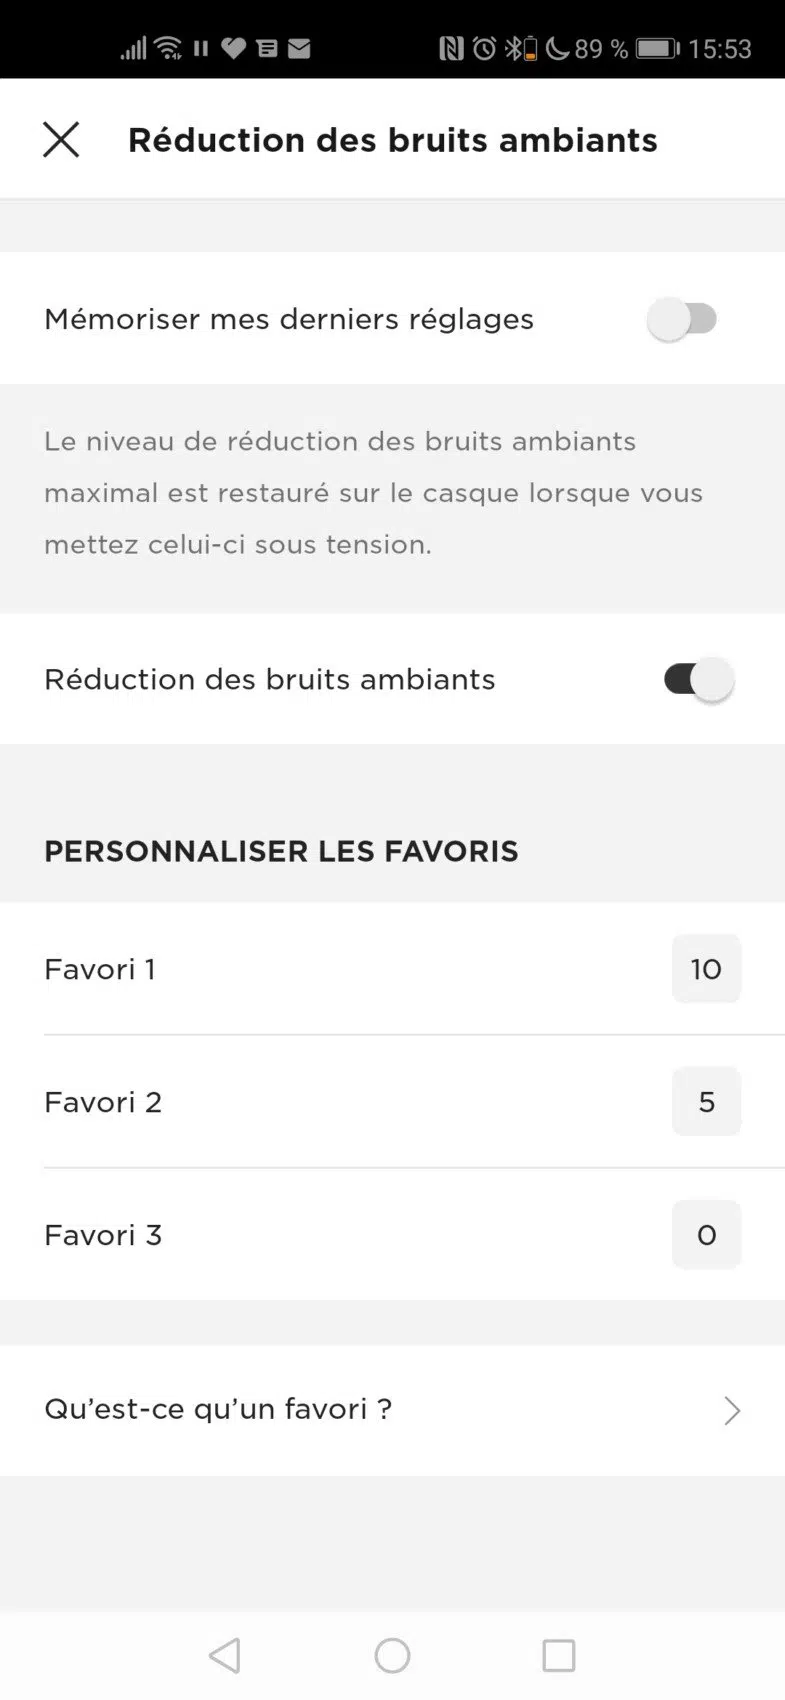 89 % 15:53
Réduction des bruits ambiants
Mémoriser mes derniers réglages
Le niveau de réduction des bruits ambiants
maximal est restauré sur le casque lorsque vous
mettez celui-ci sous tension.
Réduction des bruits ambiants
PERSONNALISER LES FAVORIS
Favori 1 10
Favori 2 5
Favori 3 0
Qu’est-ce qu’un favori ?